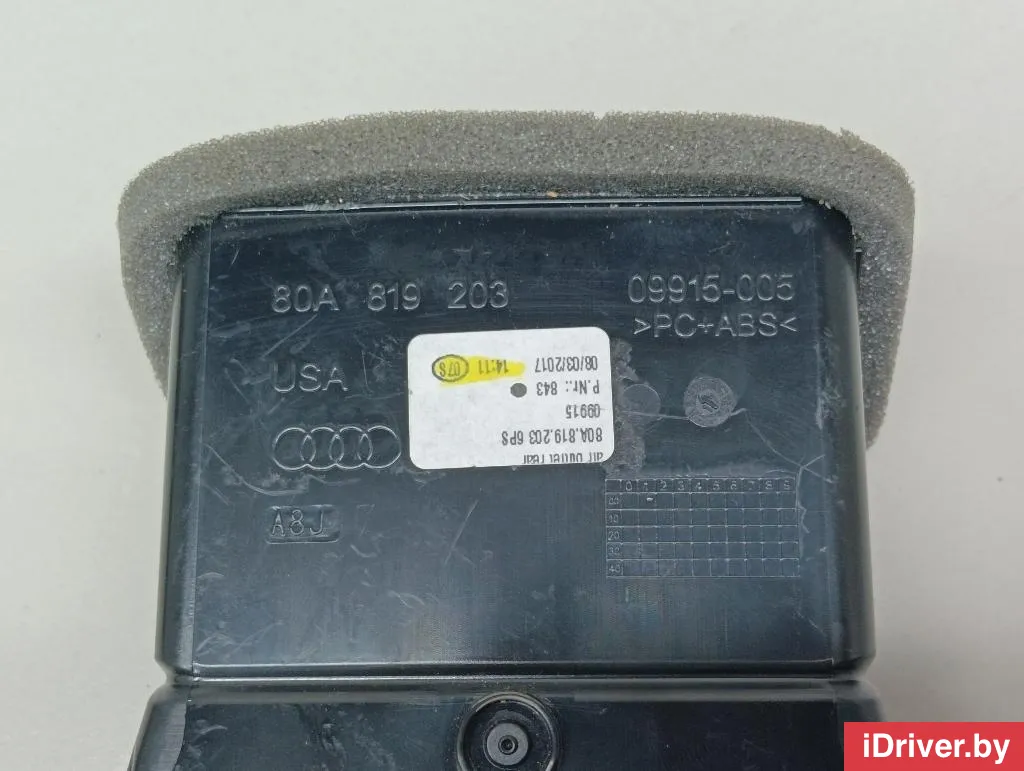 80A 819 203
09915-005
>PC+ABS<
USA
A8J
air outlet rear
80A.819.203 6PS
09915
P.Nr.: 843
08/03/2017 14:11 07S
0 1 2 3 4 5 6 7 8 9
00
10
20
30
40
iDriver.by